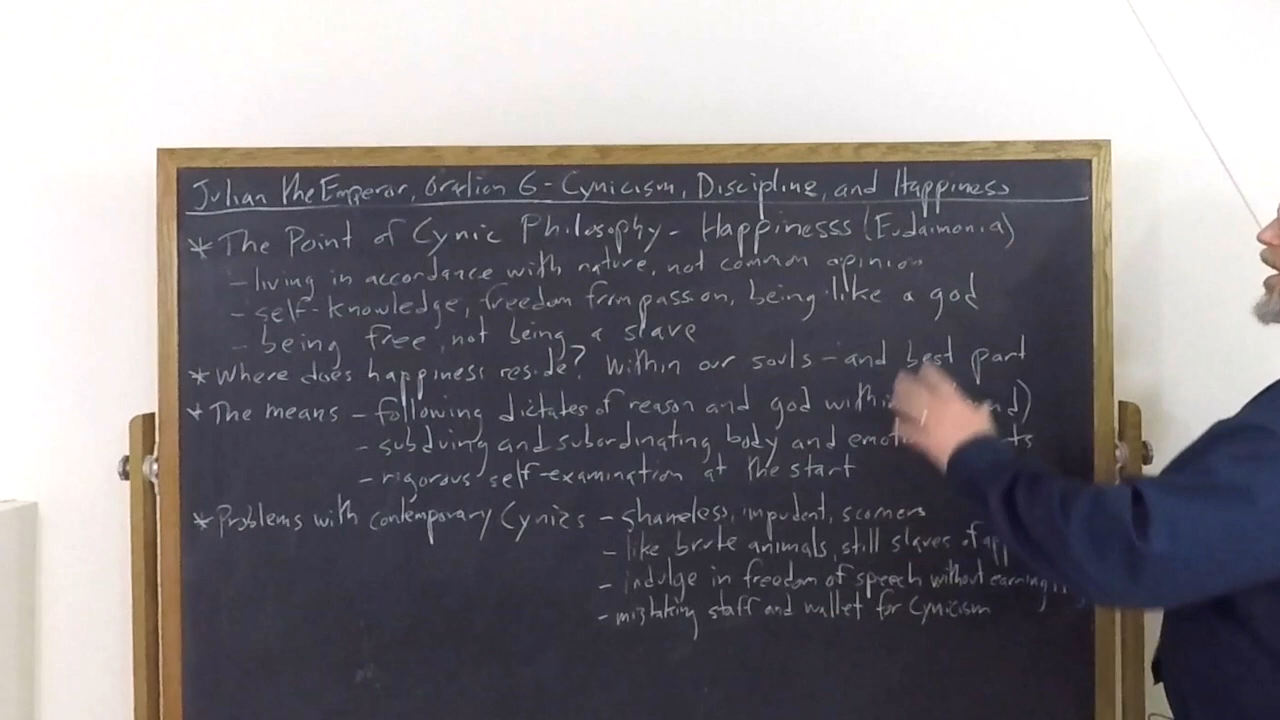 Julian the Emperor, Oration 6 - Cynicism, Discipline, and Happiness
* The Point of Cynic Philosophy - Happinesss (Eudaimonia)
- living in accordance with nature, not common opinion
- self-knowledge, freedom from passion, being like a god
- being free, not being a slave
* Where does happiness reside? Within our souls - and best part
* The means - following dictates of reason and god within
- subduing and subordinating body and
- rigorous self-examination at the start
* Problems with contemporary Cynics - shameless, impudent, scorners
- like brute animals, still slaves of
- indulge in freedom of speech without earning
- mistaking staff and wallet for Cynicism